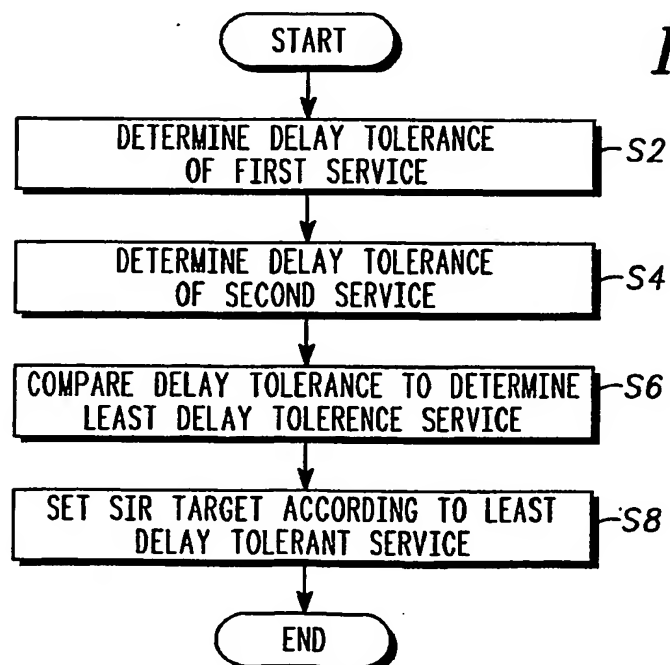 START
DETERMINE DELAY TOLERANCE
OF FIRST SERVICE
S2
DETERMINE DELAY TOLERANCE
OF SECOND SERVICE
S4
COMPARE DELAY TOLERANCE TO DETERMINE
LEAST DELAY TOLERENCE SERVICE
S6
SET SIR TARGET ACCORDING TO LEAST
DELAY TOLERANT SERVICE
S8
END